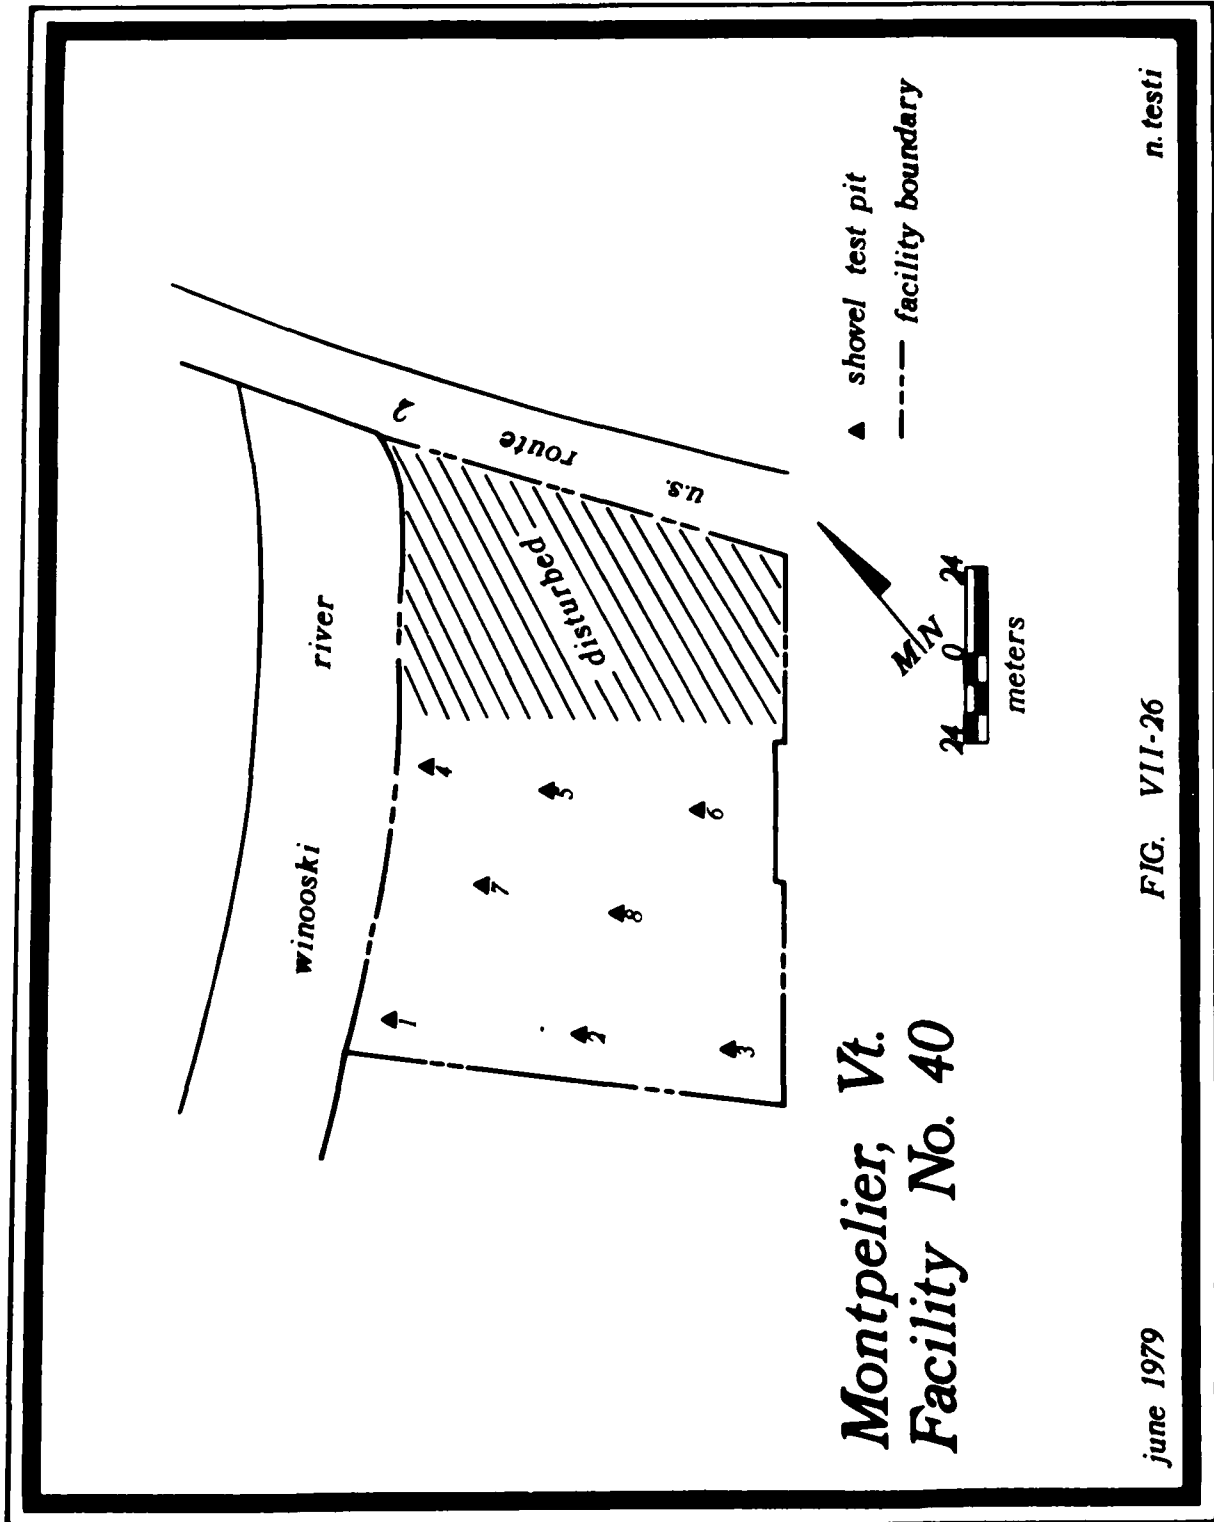 winooski river
u.s. route 2
disturbed
1
2
3
4
5
6
7
8
Montpelier, Vt.
Facility No. 40
MN
24 0 24
meters
shovel test pit
facility boundary
june 1979
FIG. VII-26
n. testi